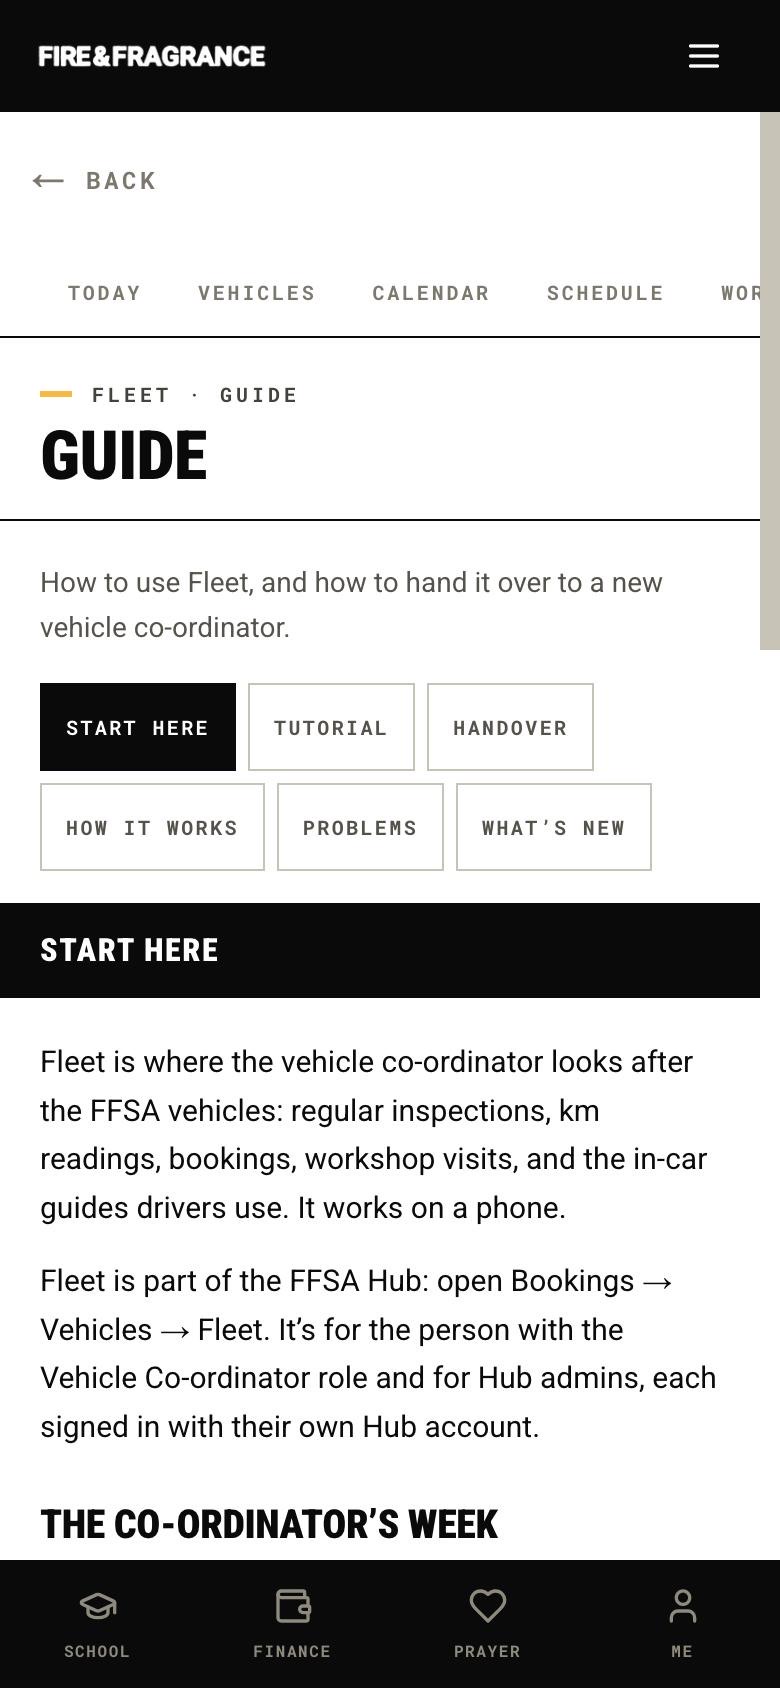 FIRE&FRAGRANCE
← BACK
TODAY VEHICLES CALENDAR SCHEDULE
FLEET · GUIDE
GUIDE
How to use Fleet, and how to hand it over to a new
vehicle co-ordinator.
START HERE TUTORIAL HANDOVER
HOW IT WORKS PROBLEMS WHAT’S NEW
START HERE
Fleet is where the vehicle co-ordinator looks after
the FFSA vehicles: regular inspections, km
readings, bookings, workshop visits, and the in-car
guides drivers use. It works on a phone.
Fleet is part of the FFSA Hub: open Bookings →
Vehicles → Fleet. It’s for the person with the
Vehicle Co-ordinator role and for Hub admins, each
signed in with their own Hub account.
THE CO-ORDINATOR’S WEEK
SCHOOL FINANCE PRAYER ME